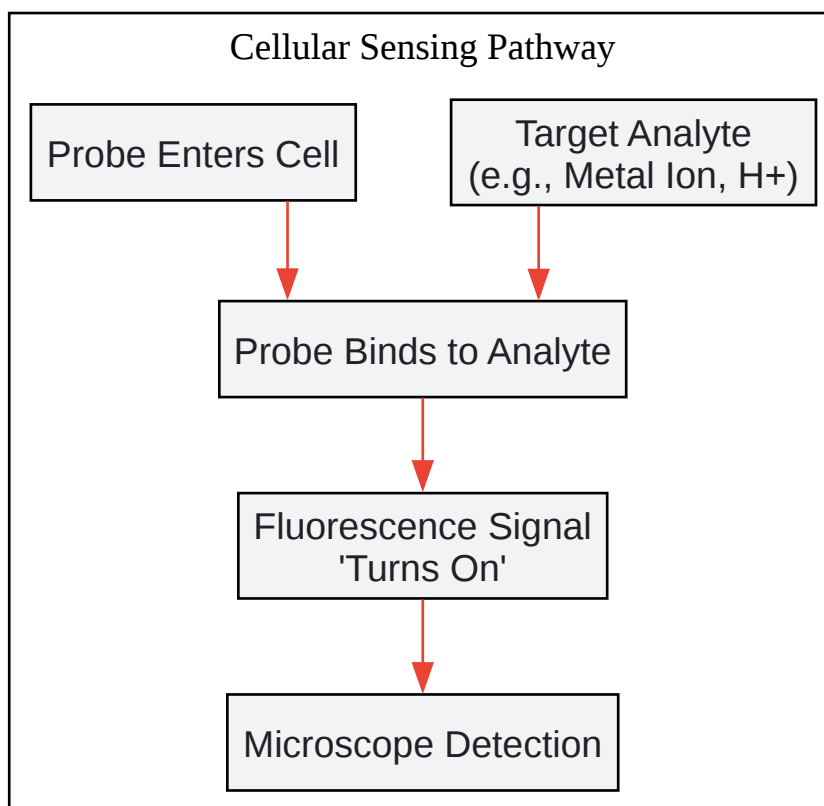 Cellular Sensing Pathway
Probe Enters Cell
Target Analyte
(e.g., Metal Ion, H+)
Probe Binds to Analyte
Fluorescence Signal
'Turns On'
Microscope Detection